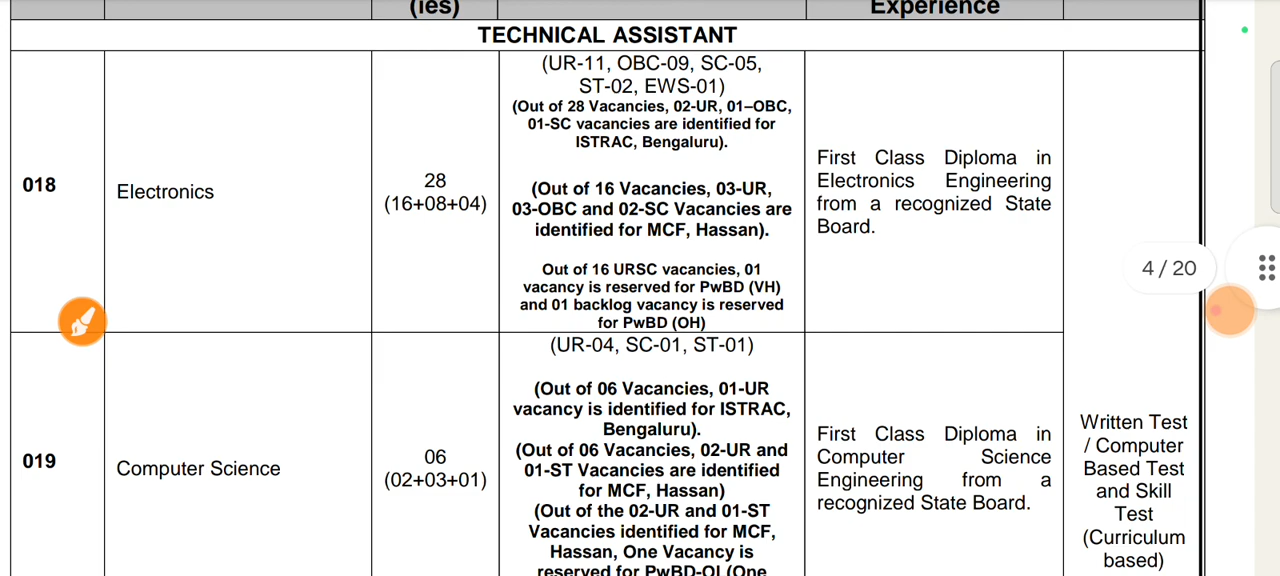 (ies)
Experience
TECHNICAL ASSISTANT
018
Electronics
28
(16+08+04)
(UR-11, OBC-09, SC-05,
ST-02, EWS-01)
(Out of 28 Vacancies, 02-UR, 01–OBC,
01-SC vacancies are identified for
ISTRAC, Bengaluru).
(Out of 16 Vacancies, 03-UR,
03-OBC and 02-SC Vacancies are
identified for MCF, Hassan).
Out of 16 URSC vacancies, 01
vacancy is reserved for PwBD (VH)
and 01 backlog vacancy is reserved
for PwBD (OH)
First Class Diploma in
Electronics Engineering
from a recognized State
Board.
019
Computer Science
06
(02+03+01)
(UR-04, SC-01, ST-01)
(Out of 06 Vacancies, 01-UR
vacancy is identified for ISTRAC,
Bengaluru).
(Out of 06 Vacancies, 02-UR and
01-ST Vacancies are identified
for MCF, Hassan)
(Out of the 02-UR and 01-ST
Vacancies identified for MCF,
Hassan, One Vacancy is
reserved for PwBD-OI (One
First Class Diploma in
Computer Science
Engineering from a
recognized State Board.
Written Test
/ Computer
Based Test
and Skill
Test
(Curriculum
based)
4 / 20